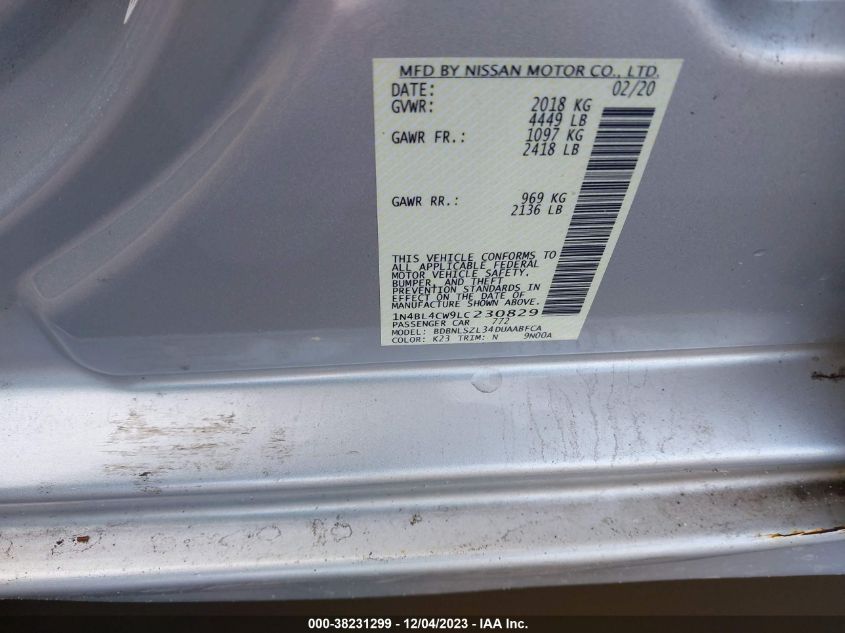 MFD BY NISSAN MOTOR CO., LTD.
DATE: 02/20
GVWR: 2018 KG
4449 LB
GAWR FR.: 1097 KG
2418 LB
GAWR RR.: 969 KG
2136 LB
THIS VEHICLE CONFORMS TO
ALL APPLICABLE FEDERAL
MOTOR VEHICLE SAFETY,
BUMPER, AND THEFT
PREVENTION STANDARDS IN
EFFECT ON THE DATE OF
MANUFACTURE SHOWN ABOVE.
1N4BL4CW9LC230829
PASSENGER CAR 772
MODEL: BDBNLSZL34DUAABFCA
COLOR: K23 TRIM: N 9N00A
000-38231299 - 12/04/2023 - IAA Inc.